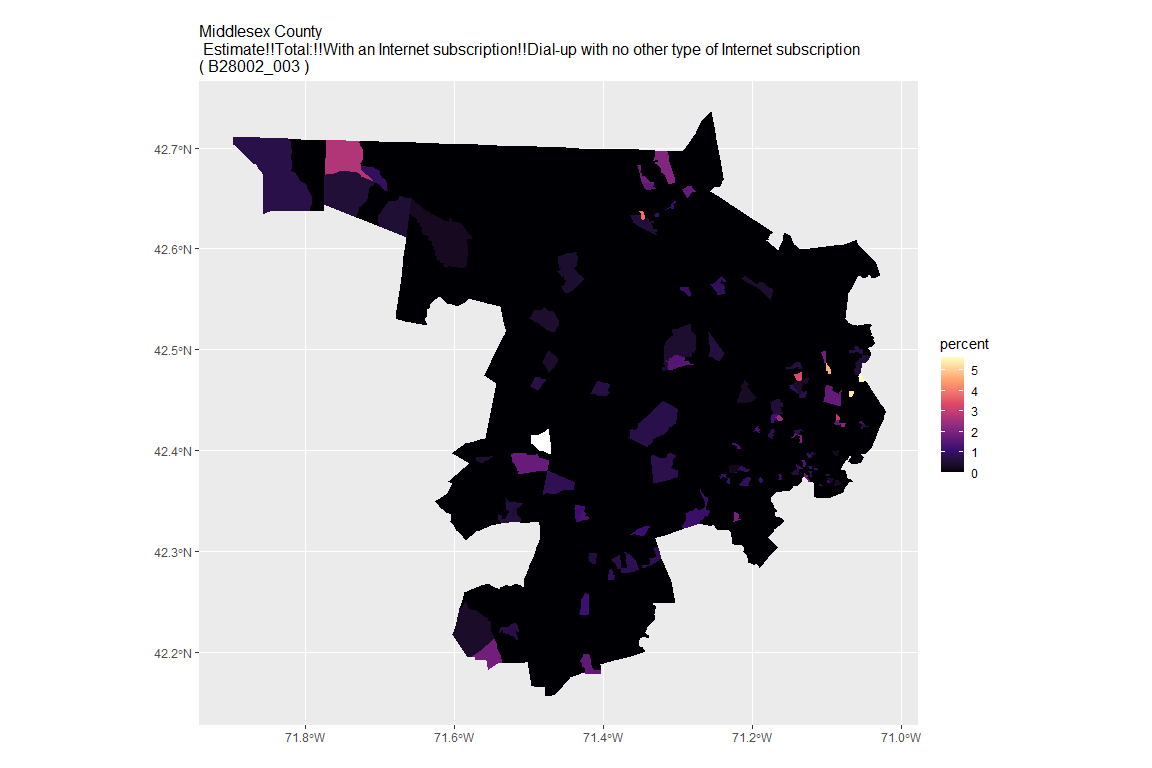 Middlesex County
Estimate!!Total:!!With an Internet subscription!!Dial-up with no other type of Internet subscription
( B28002_003 )
42.7°N
42.6°N
42.5°N
42.4°N
42.3°N
42.2°N
71.8°W
71.6°W
71.4°W
71.2°W
71.0°W
percent
5
4
3
2
1
0